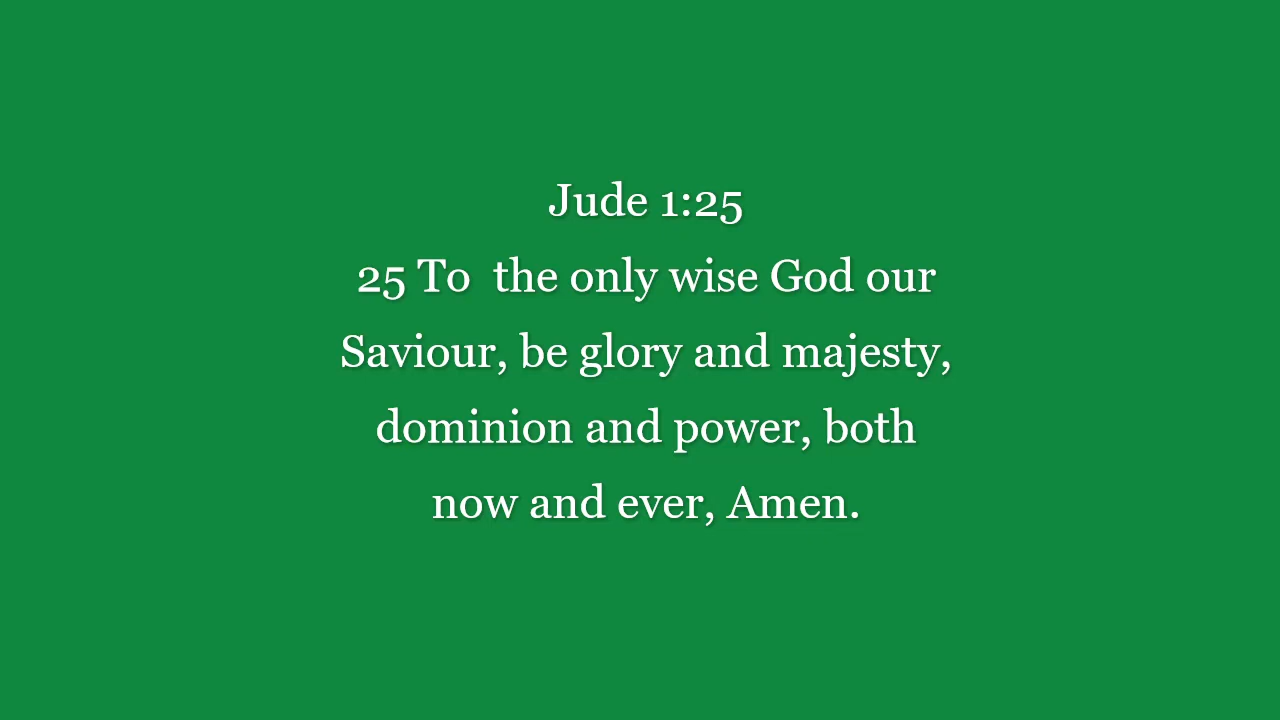 Jude 1:25
25 To  the only wise God our
Saviour, be glory and majesty,
dominion and power, both
now and ever, Amen.